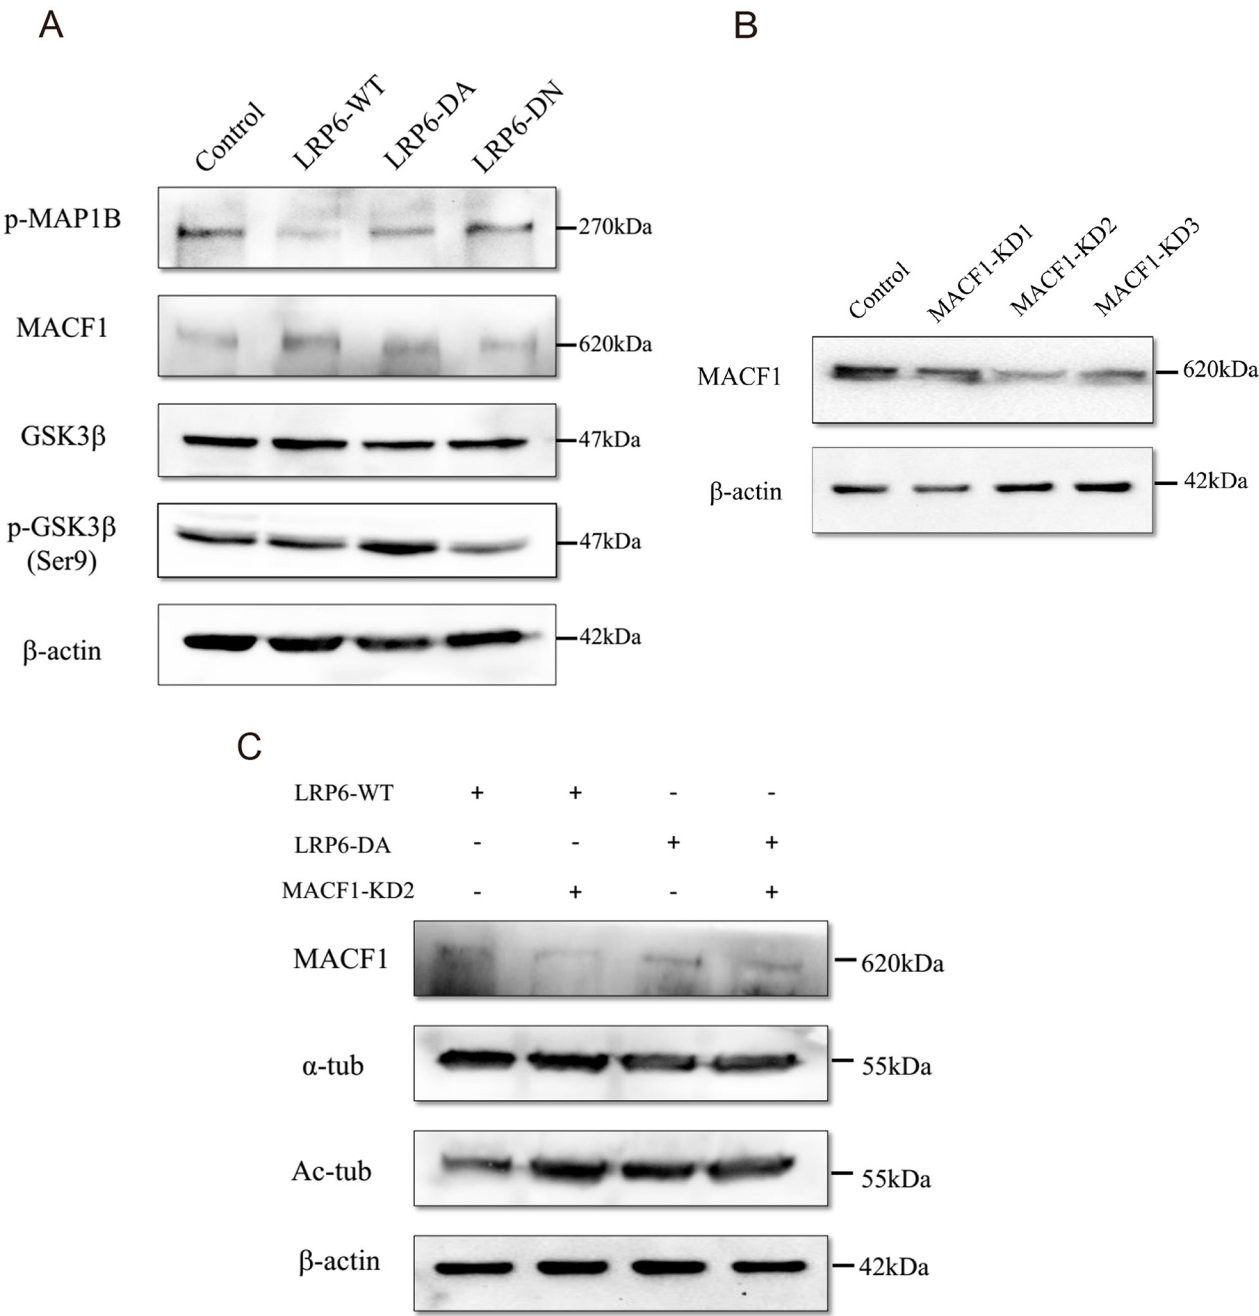 A
Control LRP6-WT LRP6-DA LRP6-DN
p-MAP1B 270kDa
MACF1 620kDa
GSK3β 47kDa
p-GSK3β
(Ser9) 47kDa
β-actin 42kDa
B
Control MACF1-KD1 MACF1-KD2 MACF1-KD3
MACF1 620kDa
β-actin 42kDa
C
LRP6-WT + + - -
LRP6-DA - - + +
MACF1-KD2 - + - +
MACF1 620kDa
α-tub 55kDa
Ac-tub 55kDa
β-actin 42kDa